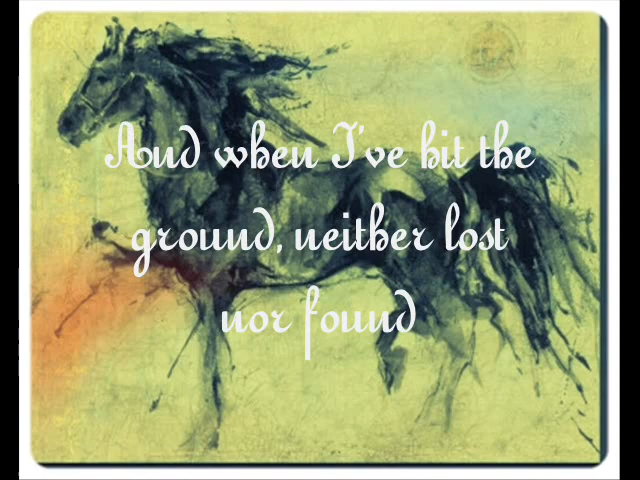 And when I've hit the
ground, neither lost
nor found